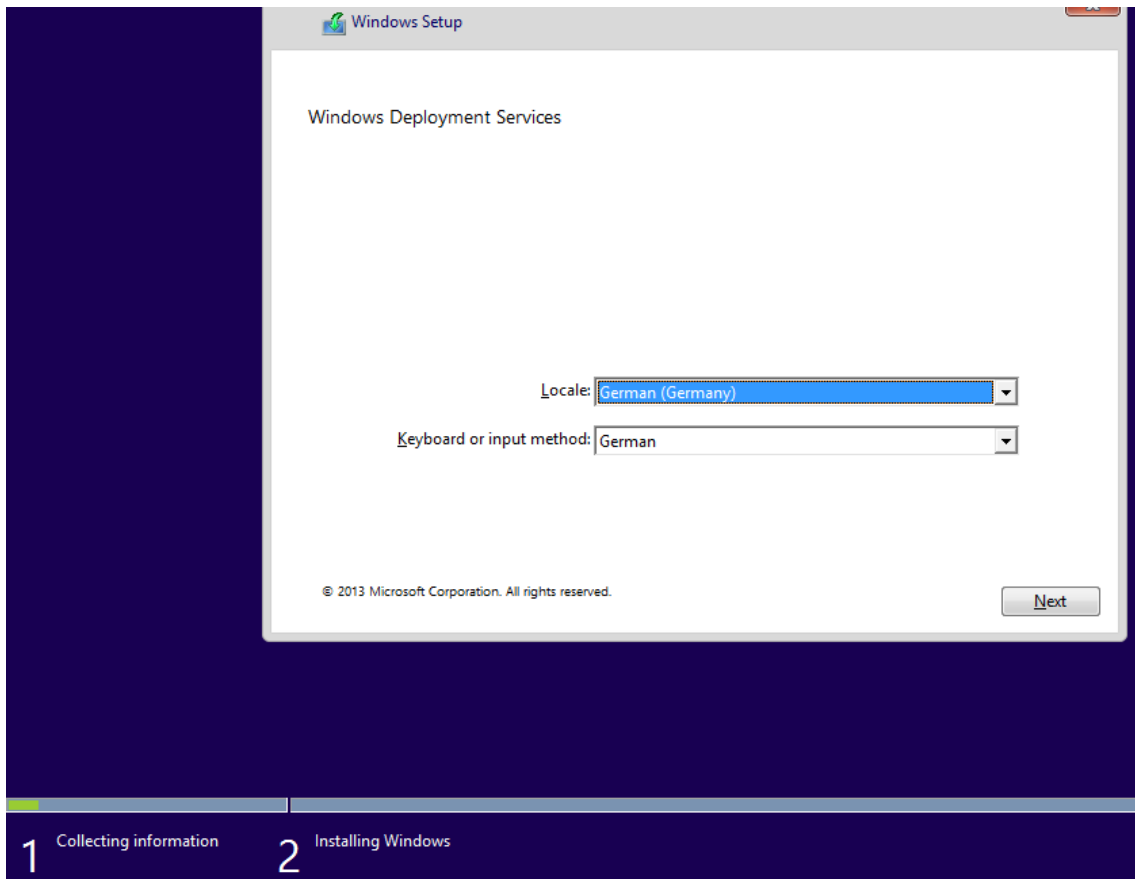 Windows Setup
Windows Deployment Services
Locale: German (Germany)
Keyboard or input method: German
© 2013 Microsoft Corporation. All rights reserved.
Next
1 Collecting information 2 Installing Windows